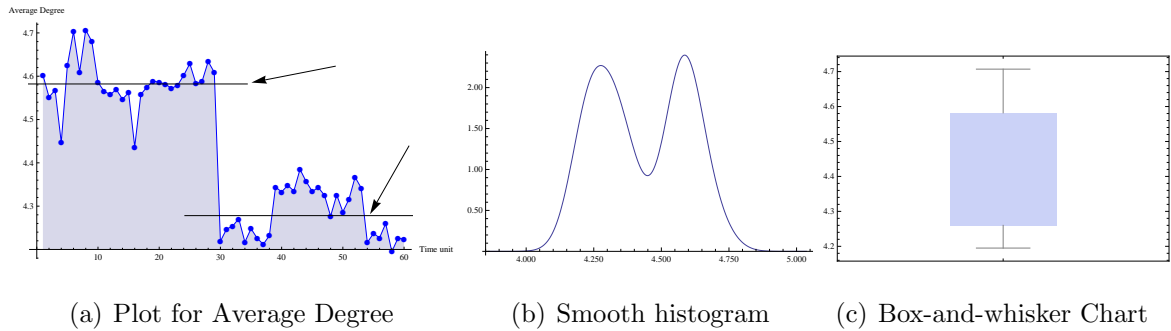 Average Degree
4.7
4.6
4.5
4.4
4.3
10 20 30 40 50 60
Time unit
2.00
1.50
1.00
0.50
4.000 4.250 4.500 4.750 5.000
4.7
4.6
4.5
4.4
4.3
4.2
(a) Plot for Average Degree
(b) Smooth histogram
(c) Box-and-whisker Chart